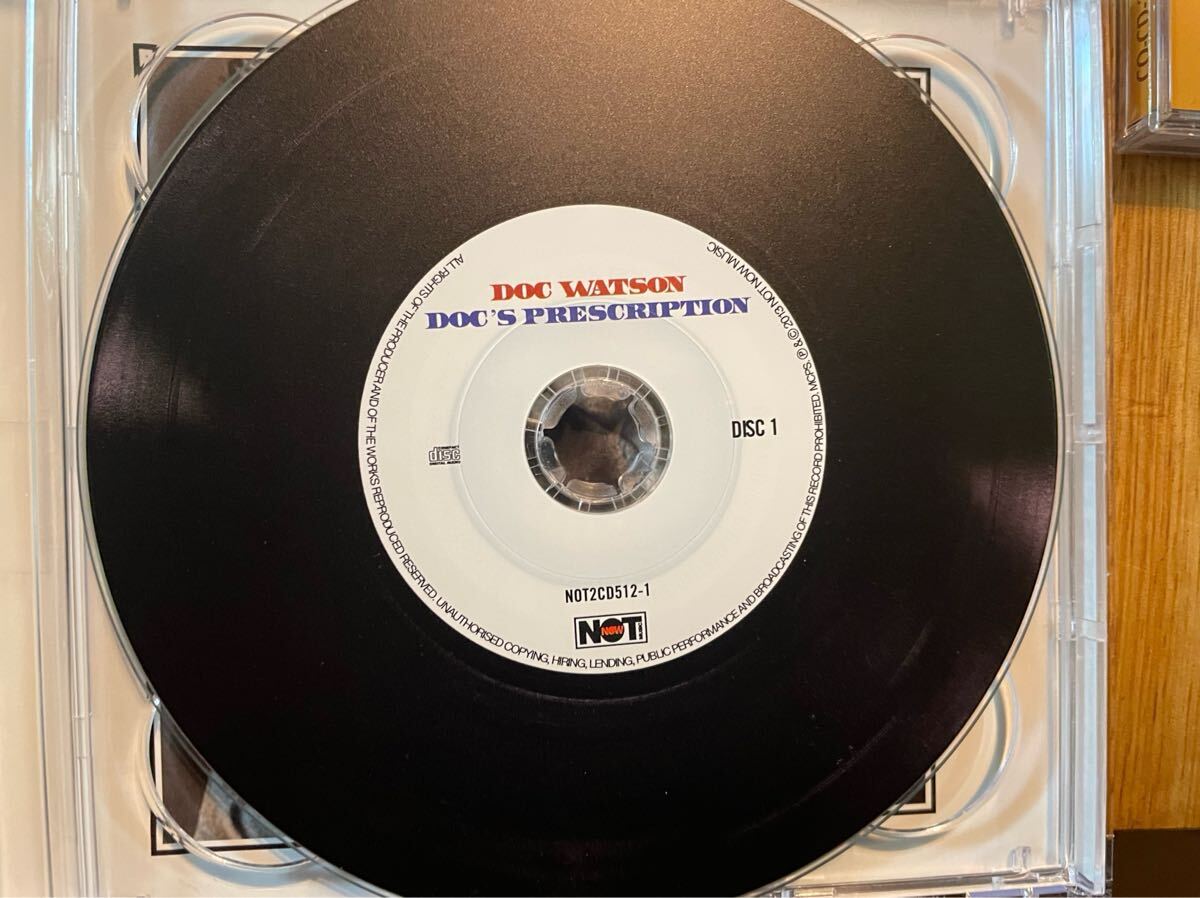 DOC WATSON
DOC'S PRESCRIPTION
DISC 1
COMPACT
disc
DIGITAL AUDIO
NOT2CD512-1
NOT NOW
ALL RIGHTS OF THE PRODUCER AND OF THE WORKS REPRODUCED RESERVED. UNAUTHORISED COPYING, HIRING, LENDING, PUBLIC PERFORMANCE AND BROADCASTING OF THIS RECORD PROHIBITED. MCPS. ℗ & © 2013 NOT NOW MUSIC